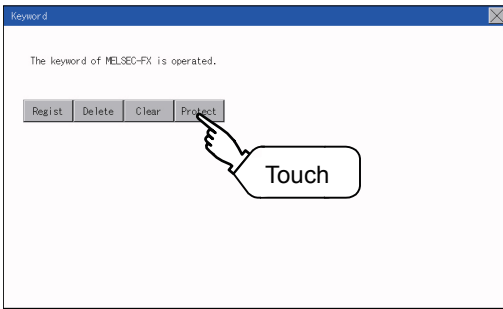 Keyword
The keyword of MELSEC-FX is operated.
Regist Delete Clear Protect
Touch